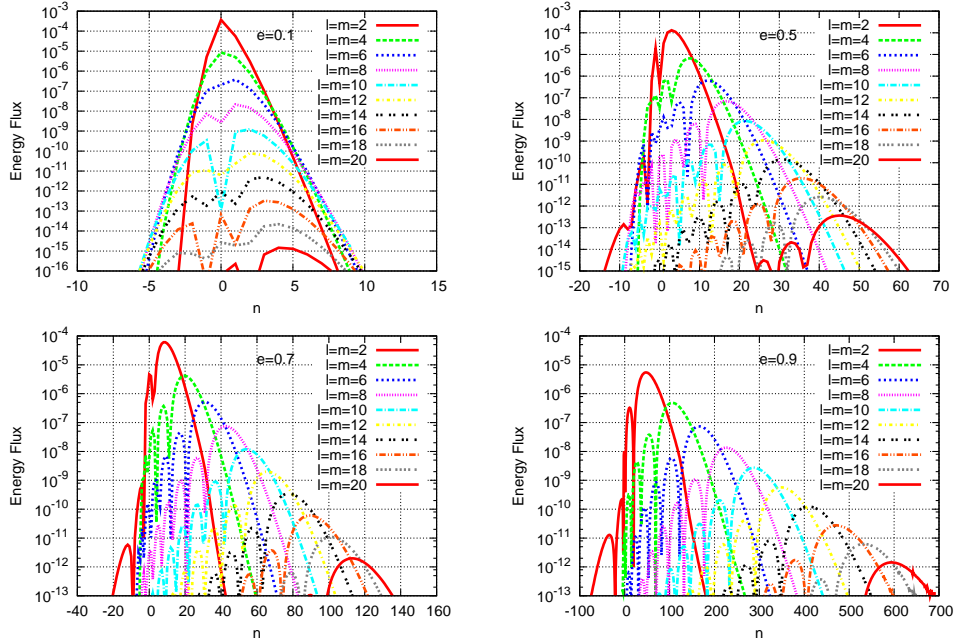 10^-3
10^-4
10^-5
10^-6
10^-7
10^-8
10^-9
10^-10
10^-11
10^-12
10^-13
10^-14
10^-15
10^-16
Energy Flux
-15 -10 -5 0 5 10 15
n
e=0.1
l=m=2
l=m=4
l=m=6
l=m=8
l=m=10
l=m=12
l=m=14
l=m=16
l=m=18
l=m=20
10^-3
10^-4
10^-5
10^-6
10^-7
10^-8
10^-9
10^-10
10^-11
10^-12
10^-13
10^-14
10^-15
Energy Flux
-20 -10 0 10 20 30 40 50 60 70
n
e=0.5
l=m=2
l=m=4
l=m=6
l=m=8
l=m=10
l=m=12
l=m=14
l=m=16
l=m=18
l=m=20
10^-4
10^-5
10^-6
10^-7
10^-8
10^-9
10^-10
10^-11
10^-12
10^-13
Energy Flux
-40 -20 0 20 40 60 80 100 120 140 160
n
e=0.7
l=m=2
l=m=4
l=m=6
l=m=8
l=m=10
l=m=12
l=m=14
l=m=16
l=m=18
l=m=20
10^-4
10^-5
10^-6
10^-7
10^-8
10^-9
10^-10
10^-11
10^-12
10^-13
Energy Flux
-100 0 100 200 300 400 500 600 700
n
e=0.9
l=m=2
l=m=4
l=m=6
l=m=8
l=m=10
l=m=12
l=m=14
l=m=16
l=m=18
l=m=20